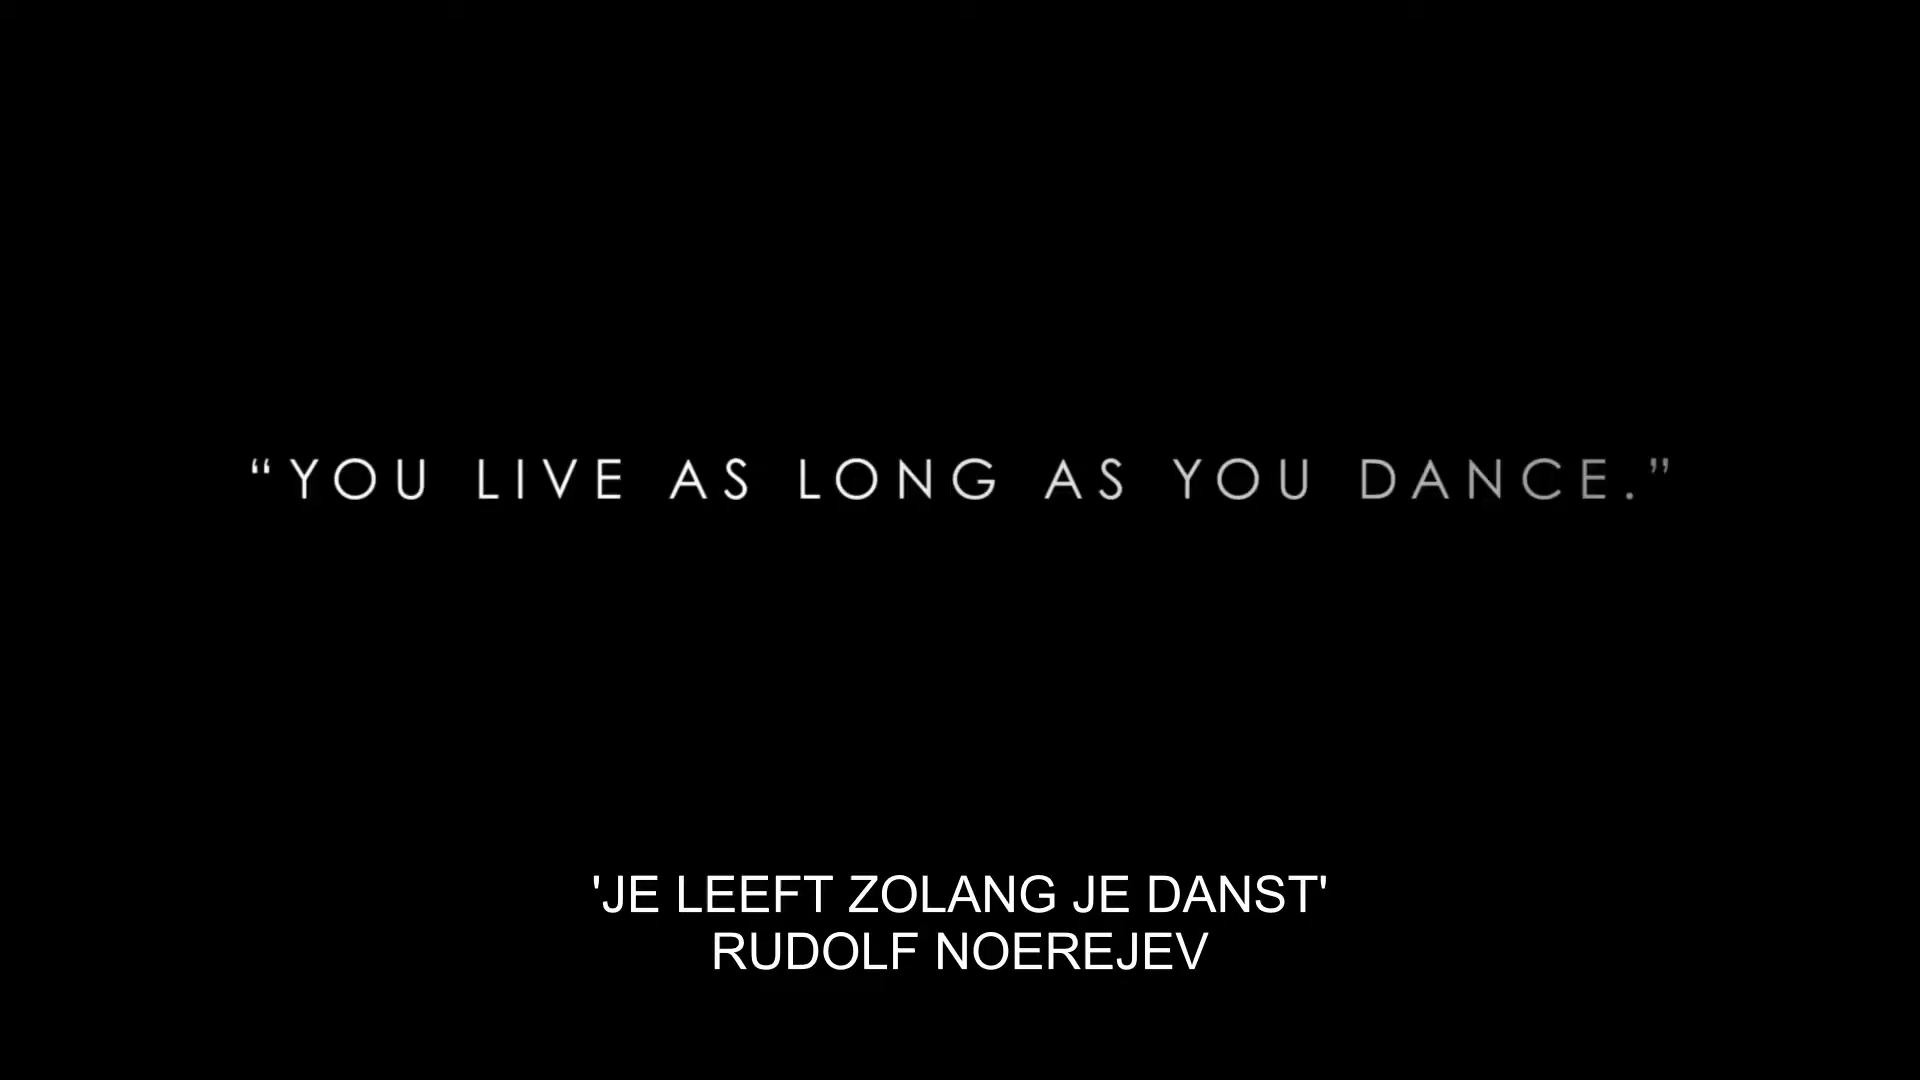 “YOU LIVE AS LONG AS YOU DANCE.”
'JE LEEFT ZOLANG JE DANST'
RUDOLF NOEREJEV